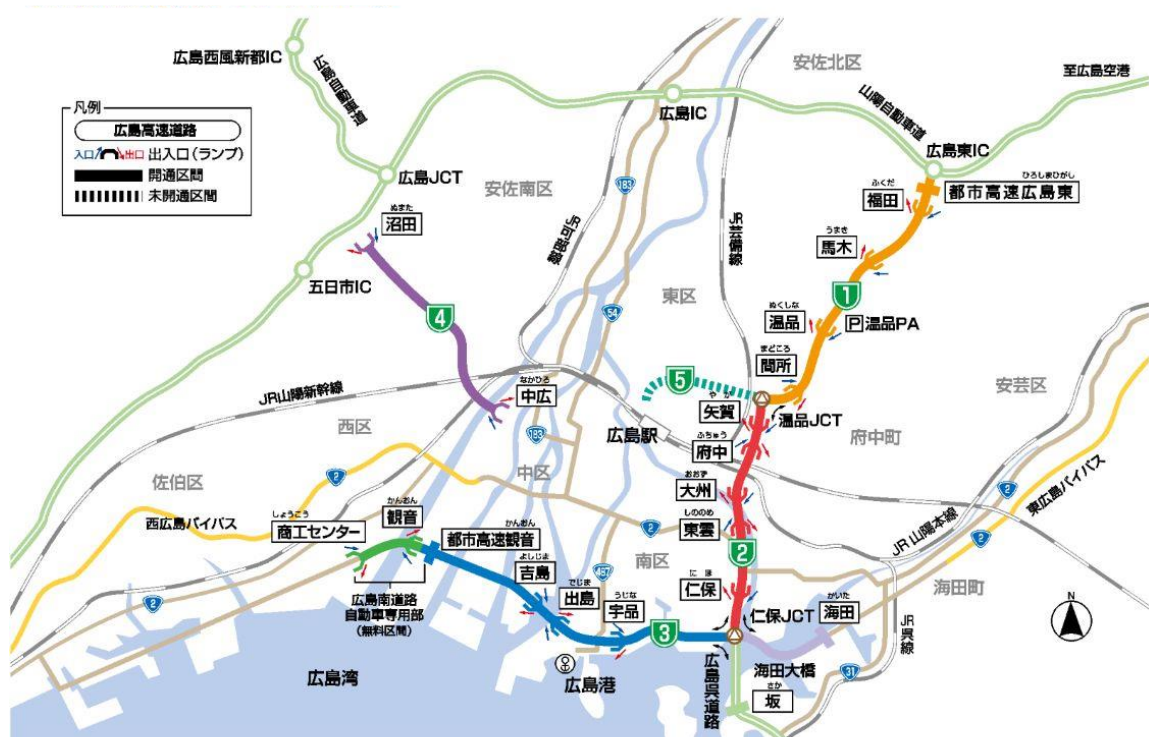 広島西風新都IC
広島自動車道
安佐北区
至広島空港
凡例
広島高速道路
入口
出口
出入口(ランプ)
開通区間
未開通区間
広島IC
山陽自動車道
広島東IC
ひろしまひがし
都市高速広島東
ふくだ
福田
広島JCT
安佐南区
183
JR可部線
JR芸備線
ぬまた
沼田
うまき
馬木
五日市IC
東区
1
4
54
ぬくしな
温品
P温品PA
まどころ
間所
JR山陽新幹線
なかひろ
中広
5
やが
矢賀
温品JCT
安芸区
西区
183
広島駅
ふちゅう
府中
府中町
佐伯区
2
中区
おおず
大州
2
西広島バイパス
しょうこう
商工センター
かんおん
観音
かんおん
都市高速観音
2
しののめ
東雲
JR山陽本線
東広島バイパス
2
よしじま
吉島
南区
2
487
にほ
仁保
海田町
2
広島南道路
自動車専用部
(無料区間)
でじま
出島
うじな
宇品
3
仁保JCT
かいた
海田
JR呉線
N
広島湾
広島港
広島呉道路
海田大橋
31
さか
坂